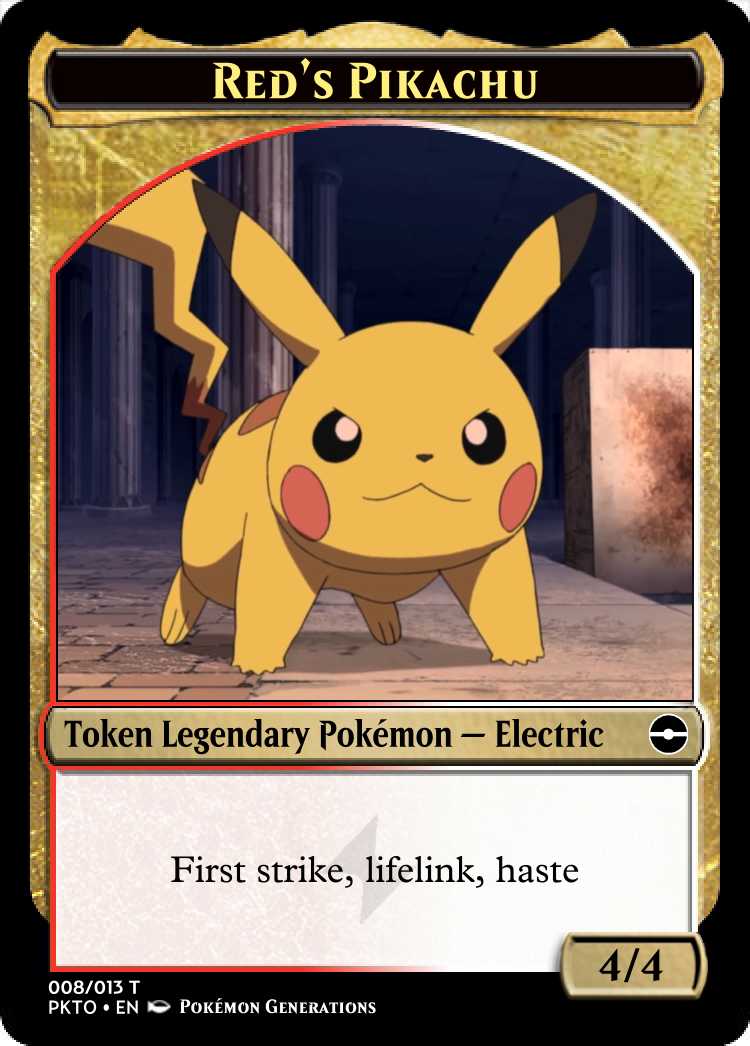 Red's Pikachu
Token Legendary Pokémon — Electric
First strike, lifelink, haste
4/4
008/013 T
PKTO • EN Pokémon Generations